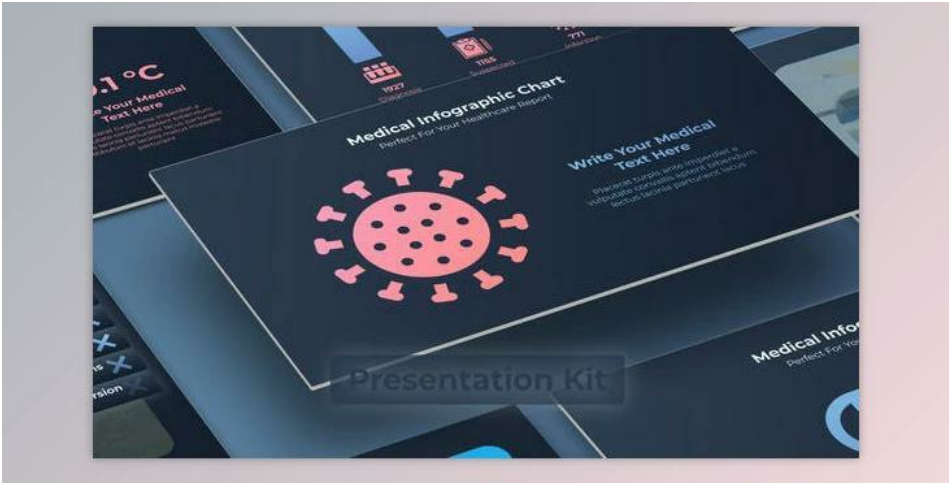 .1 °C
Your Medical
Text Here
1927
Diagnosis
1165
Suspected
771
Infection
Medical Infographic Chart
Perfect For Your Healthcare Report
Write Your Medical
Text Here
Placerat turpis ante imperdiet a
vulputate convallis aptent bibendum
lectus lacinia parturient lacus
Presentation Kit
Medical Info
Perfect For Yo
rsion